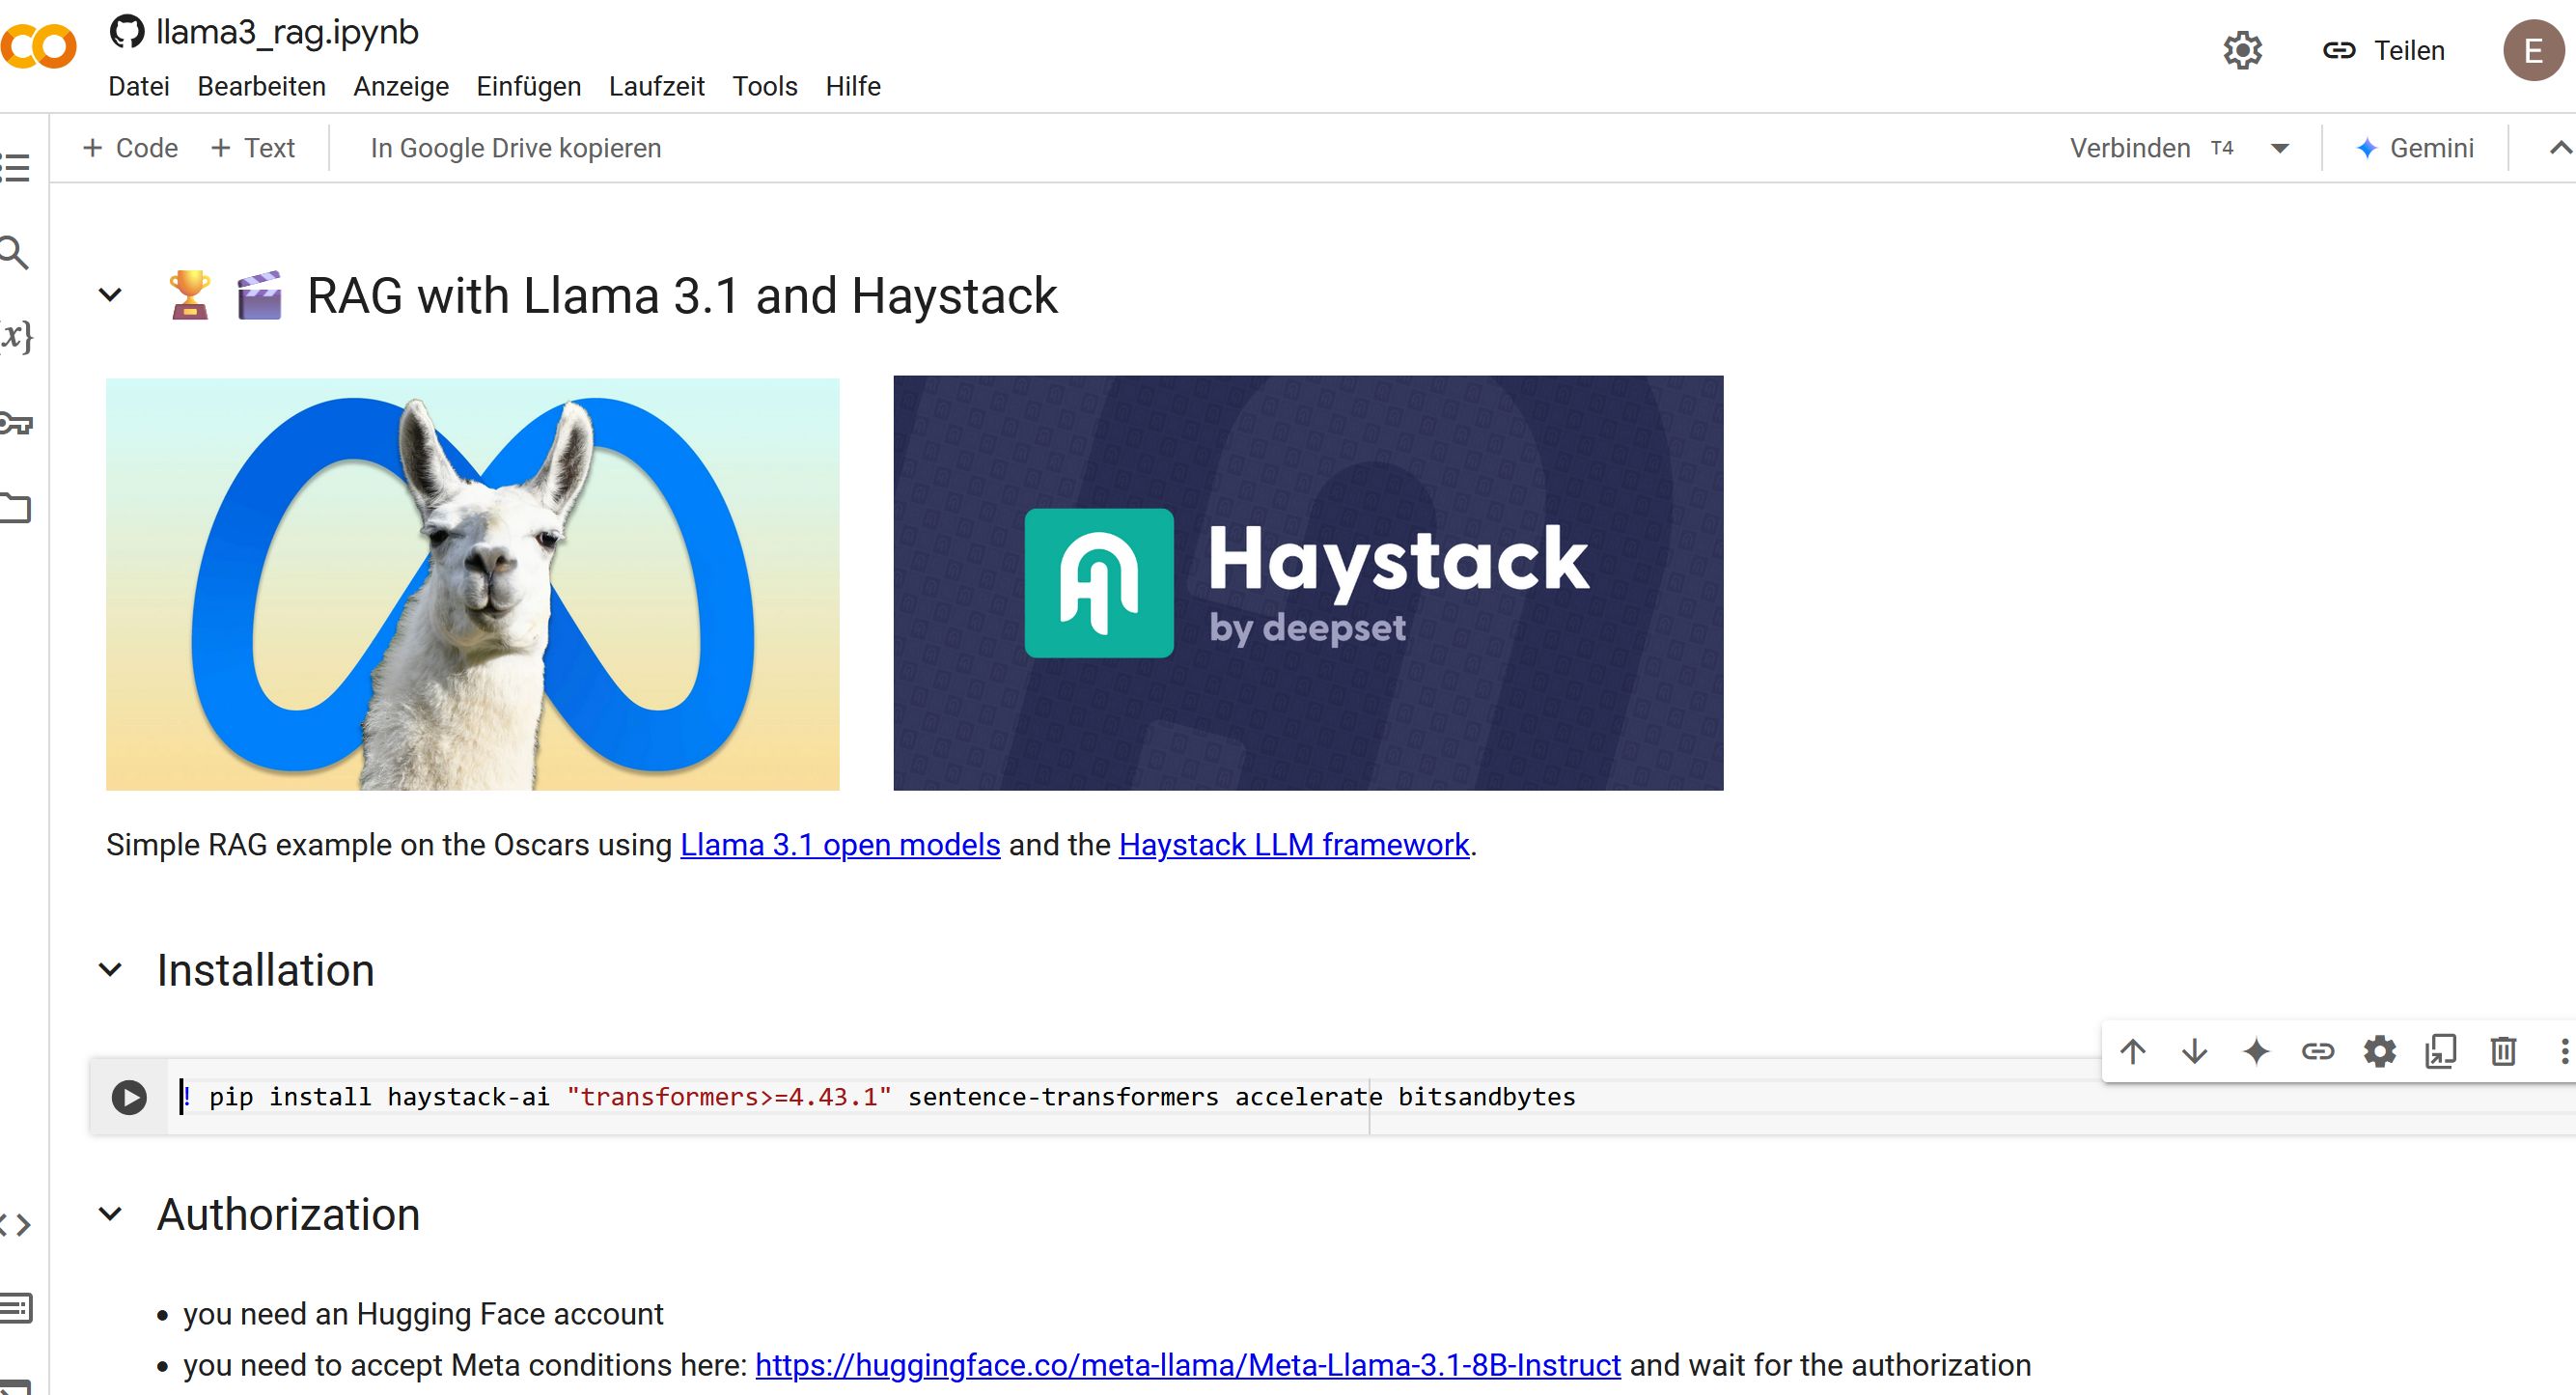 llama3_rag.ipynb
Teilen
E
Datei Bearbeiten Anzeige Einfügen Laufzeit Tools Hilfe
+ Code + Text In Google Drive kopieren Verbinden T4 Gemini
{x}
RAG with Llama 3.1 and Haystack
Haystack
by deepset
Simple RAG example on the Oscars using Llama 3.1 open models and the Haystack LLM framework.
Installation
! pip install haystack-ai "transformers>=4.43.1" sentence-transformers accelerate bitsandbytes
Authorization
• you need an Hugging Face account
• you need to accept Meta conditions here: https://huggingface.co/meta-llama/Meta-Llama-3.1-8B-Instruct and wait for the authorization